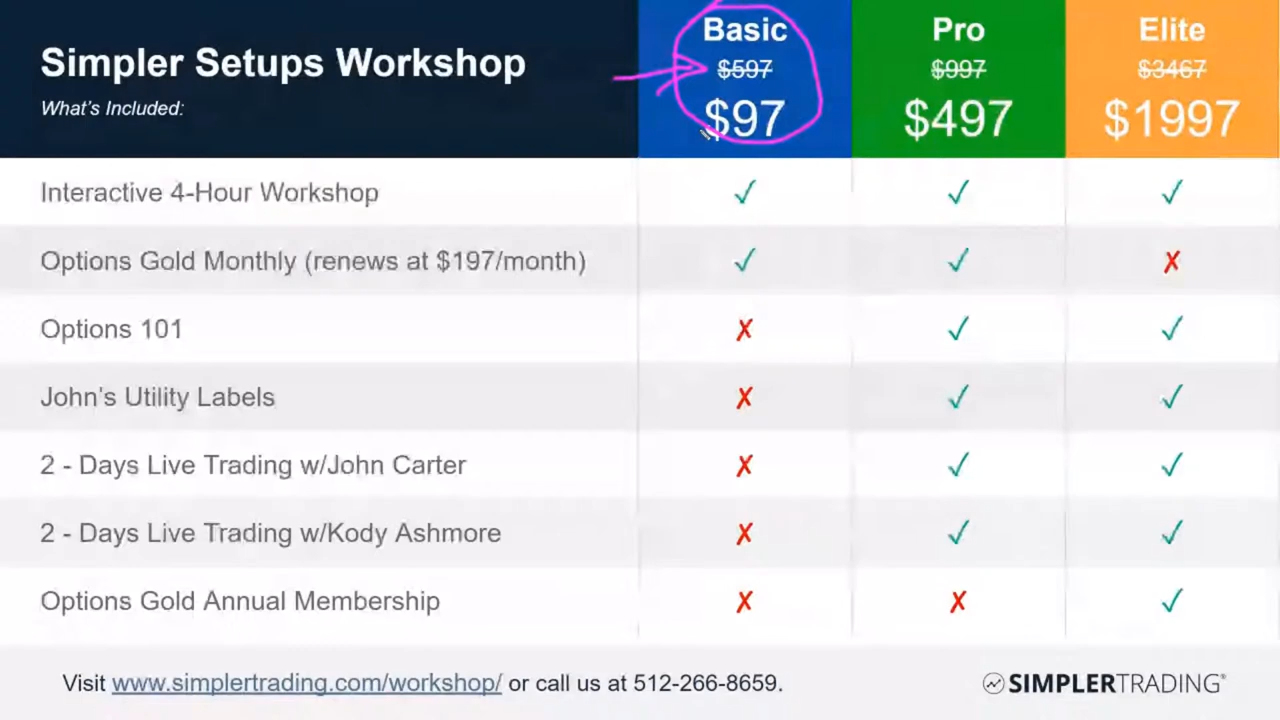 Simpler Setups Workshop
What's Included:
Basic
$597
$97
Pro
$997
$497
Elite
$3467
$1997
Interactive 4-Hour Workshop ✓ ✓ ✓
Options Gold Monthly (renews at $197/month) ✓ ✓ ✗
Options 101 ✗ ✓ ✓
John's Utility Labels ✗ ✓ ✓
2 - Days Live Trading w/John Carter ✗ ✓ ✓
2 - Days Live Trading w/Kody Ashmore ✗ ✓ ✓
Options Gold Annual Membership ✗ ✗ ✓
Visit www.simplertrading.com/workshop/ or call us at 512-266-8659.
SIMPLERTRADING®